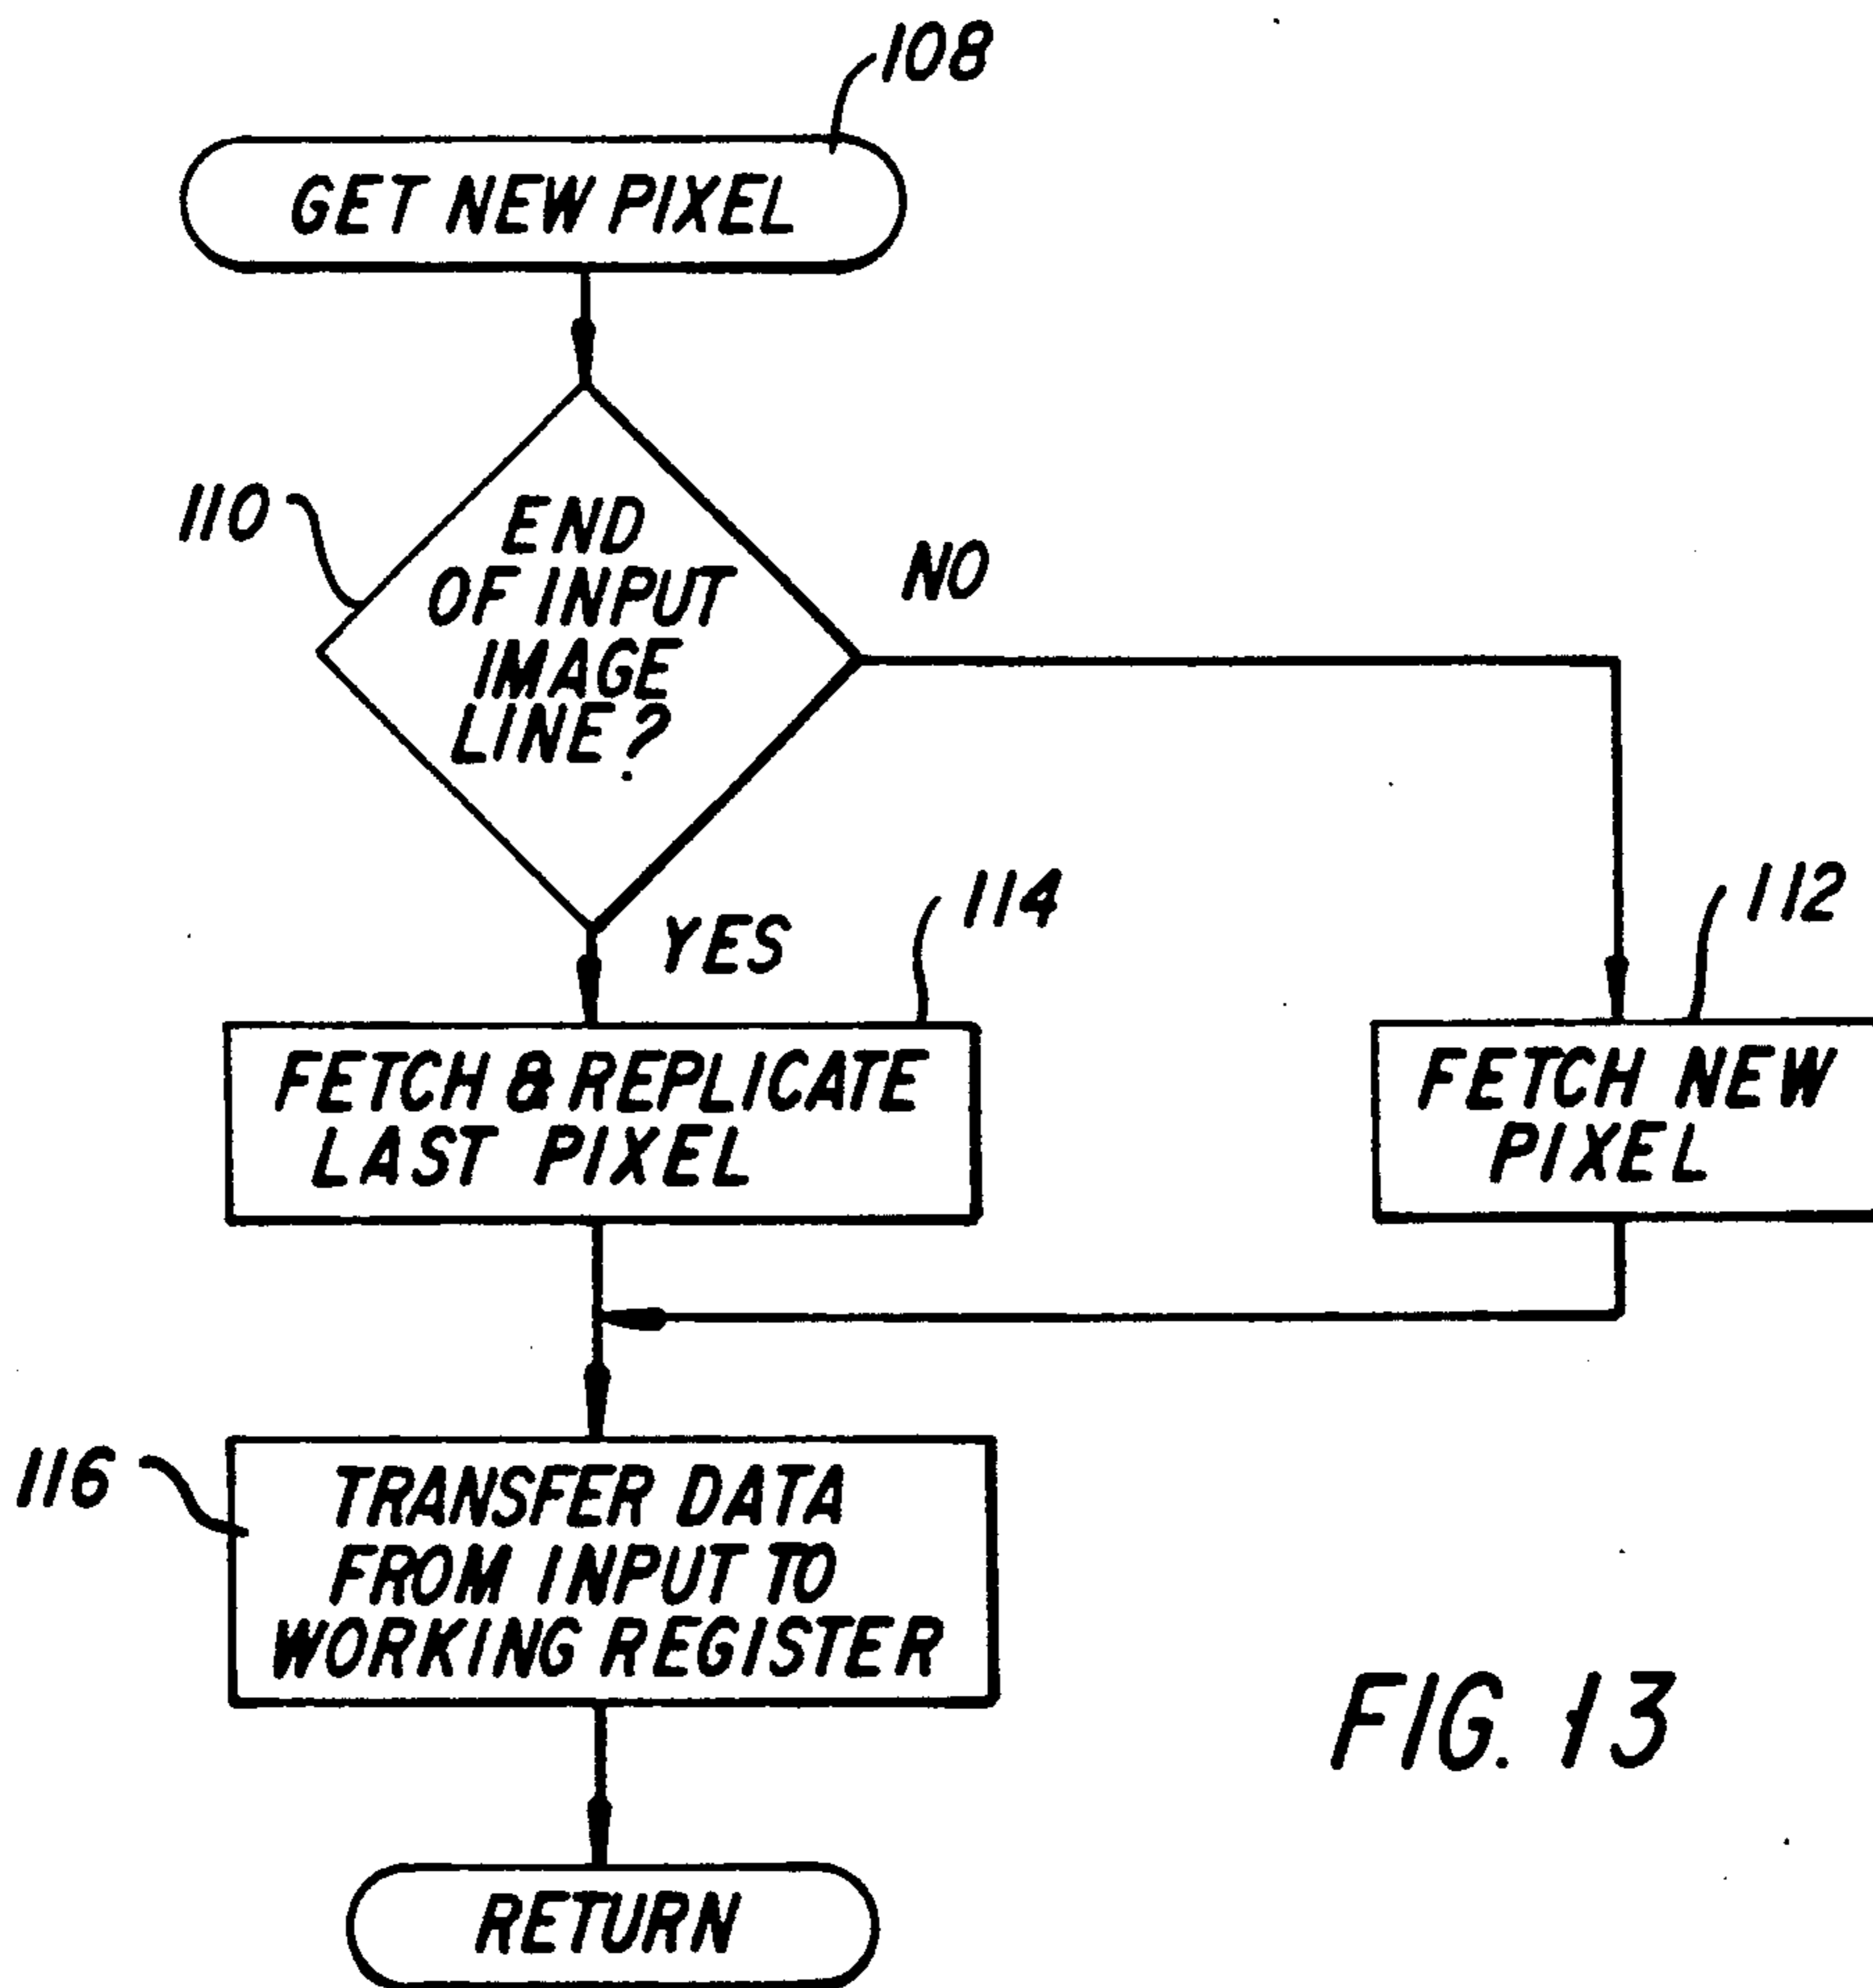 108
GET NEW PIXEL
110
END
OF INPUT
IMAGE
LINE?
NO
YES
114
112
FETCH & REPLICATE
LAST PIXEL
FETCH NEW
PIXEL
116
TRANSFER DATA
FROM INPUT TO
WORKING REGISTER
FIG. 13
RETURN